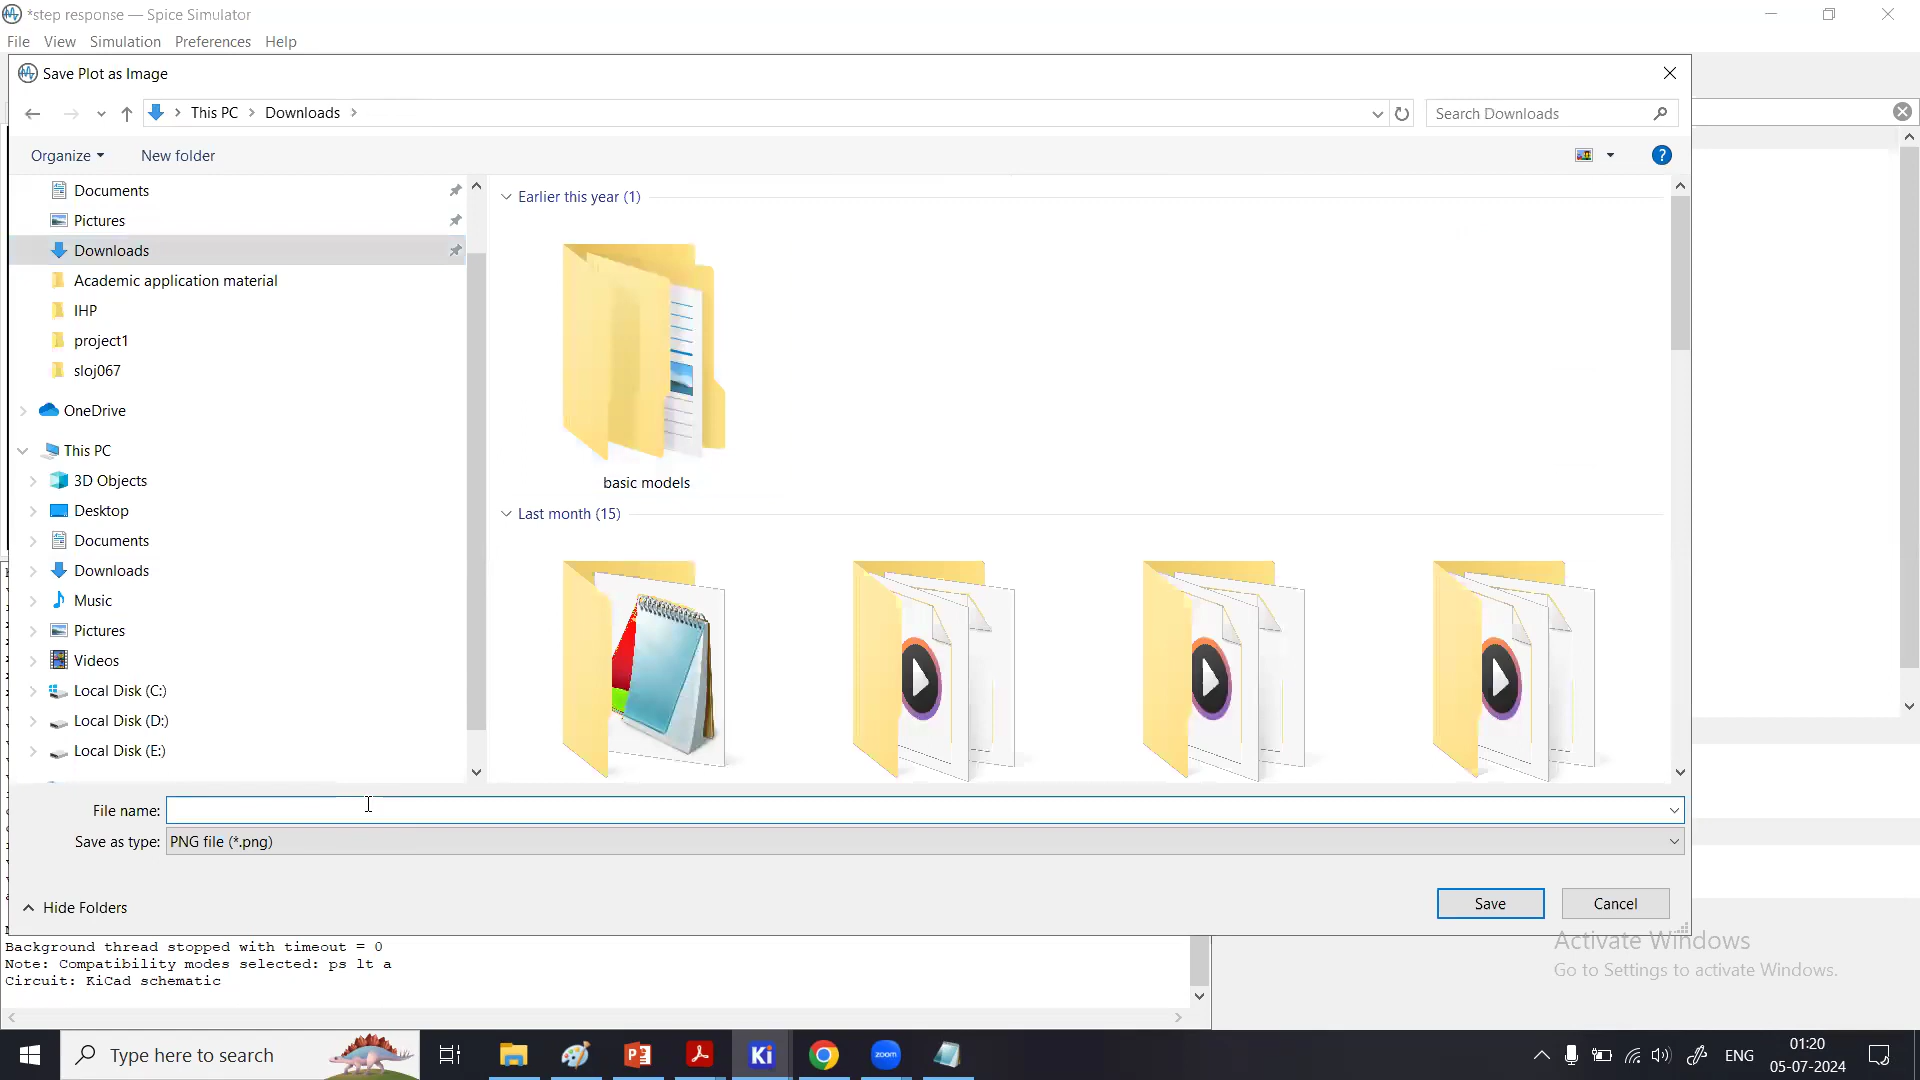 *step response — Spice Simulator
File View Simulation Preferences Help
Save Plot as Image
This PC > Downloads >
Search Downloads
Organize
New folder
Documents
Pictures
Downloads
Academic application material
IHP
project1
sloj067
OneDrive
This PC
3D Objects
Desktop
Documents
Downloads
Music
Pictures
Videos
Local Disk (C:)
Local Disk (D:)
Local Disk (E:)
Earlier this year (1)
basic models
Last month (15)
File name:
Save as type: PNG file (*.png)
Hide Folders
Save
Cancel
Background thread stopped with timeout = 0
Note: Compatibility modes selected: ps lt a
Circuit: KiCad schematic
Activate Windows
Go to Settings to activate Windows.
Type here to search
Ki
zoom
ENG
01:20
05-07-2024